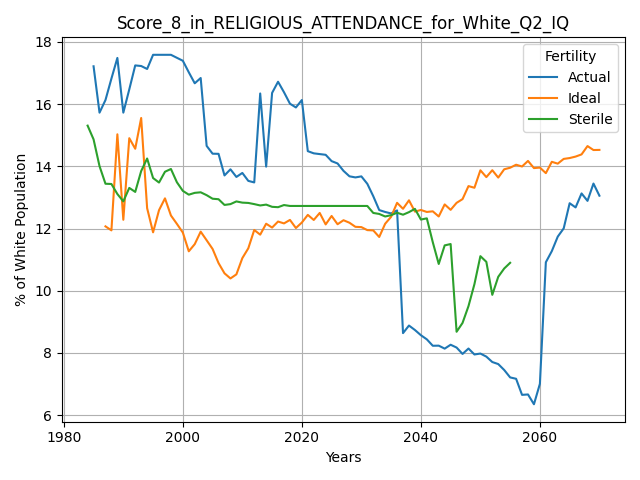 Score_8_in_RELIGIOUS_ATTENDANCE_for_White_Q2_IQ
18
16
14
12
10
8
6
% of White Population
1980
2000
2020
2040
2060
Years
Fertility
Actual
Ideal
Sterile